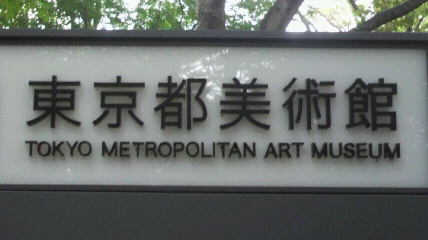 東京都美術館
TOKYO METROPOLITAN ART MUSEUM